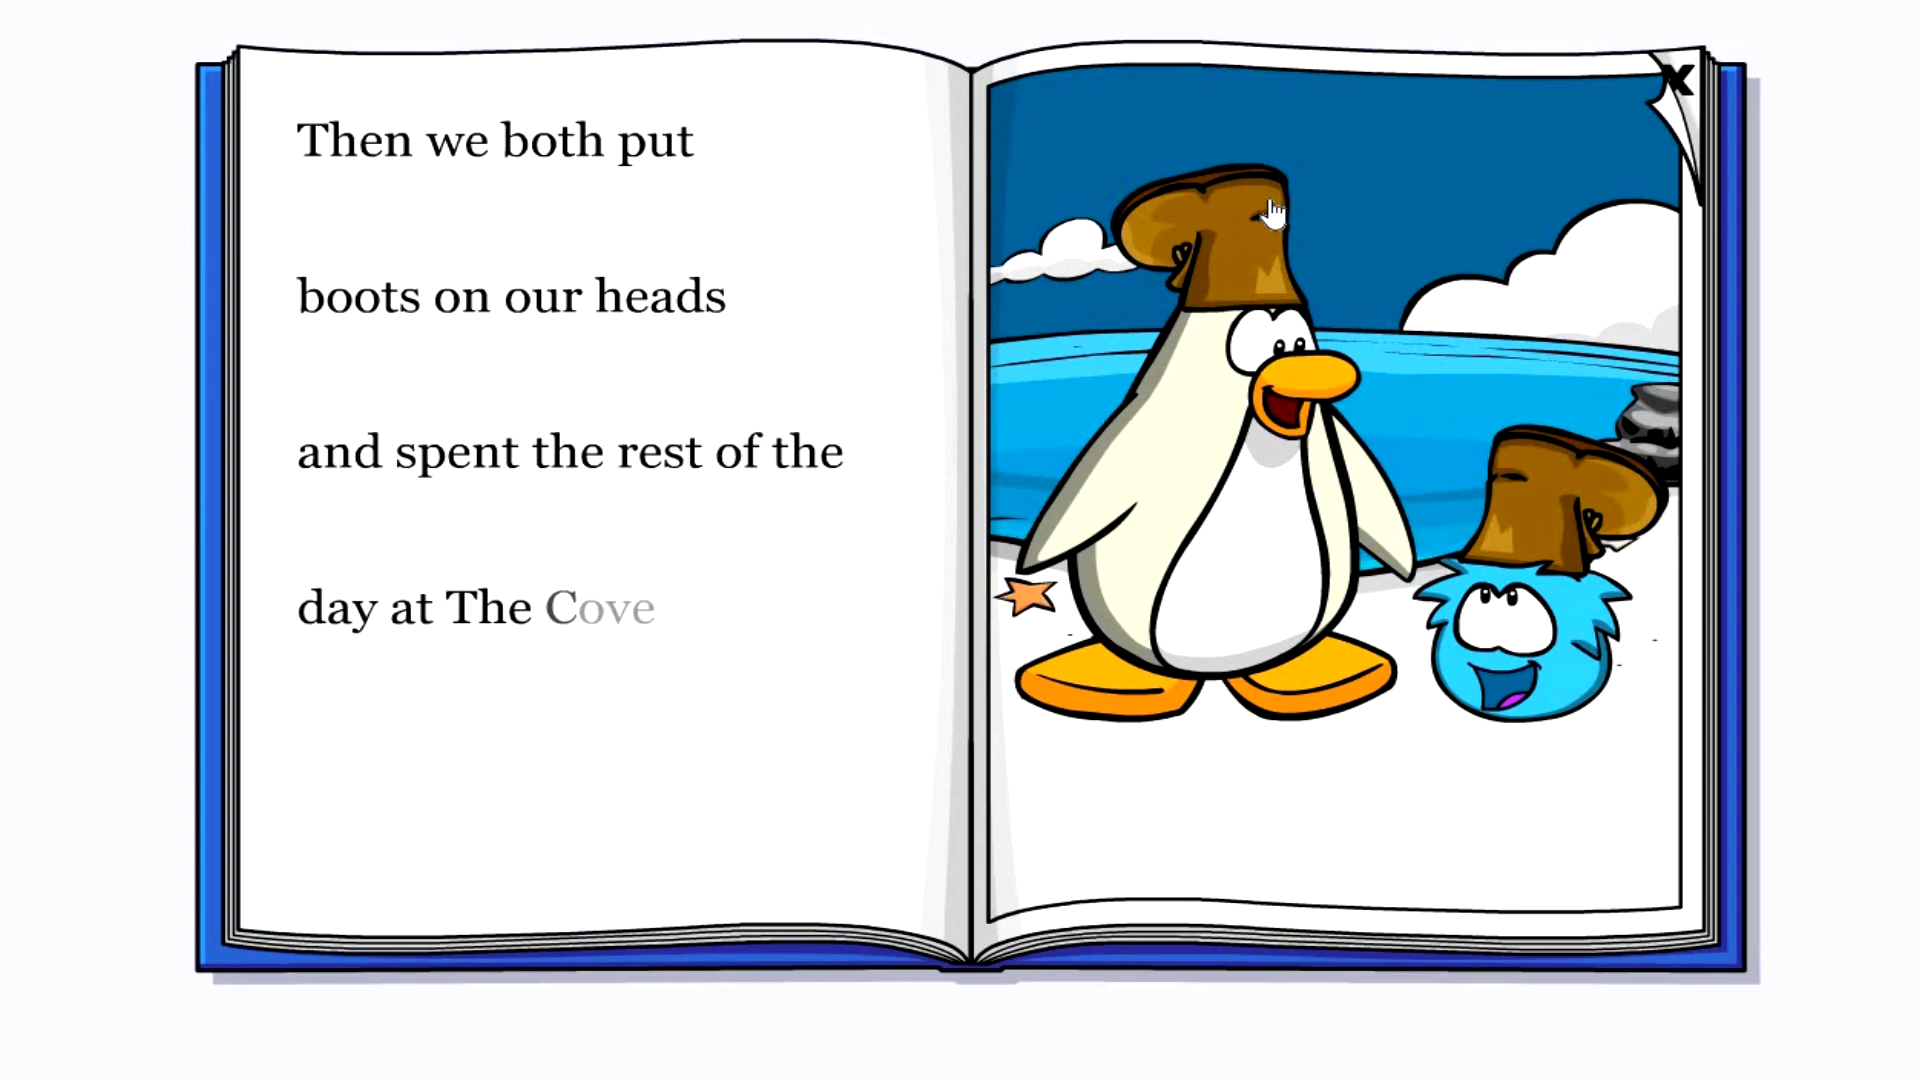 Then we both put
boots on our heads
and spent the rest of the
day at The Cove
X